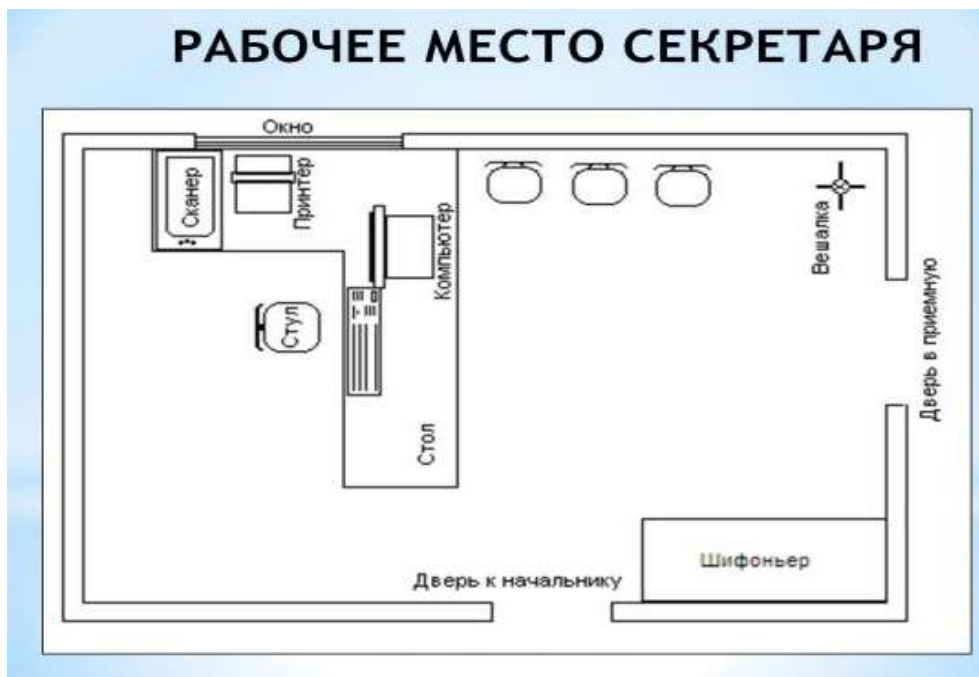 РАБОЧЕЕ МЕСТО СЕКРЕТАРЯ
Окно
Сканер
Принтер
Компьютер
Вешалка
Стул
Дверь в приемную
Стол
Шифоньер
Дверь к начальнику